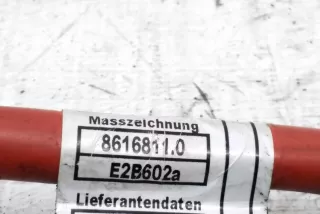 Masszeichnung
8616811.0
E2B602a
Lieferantendaten